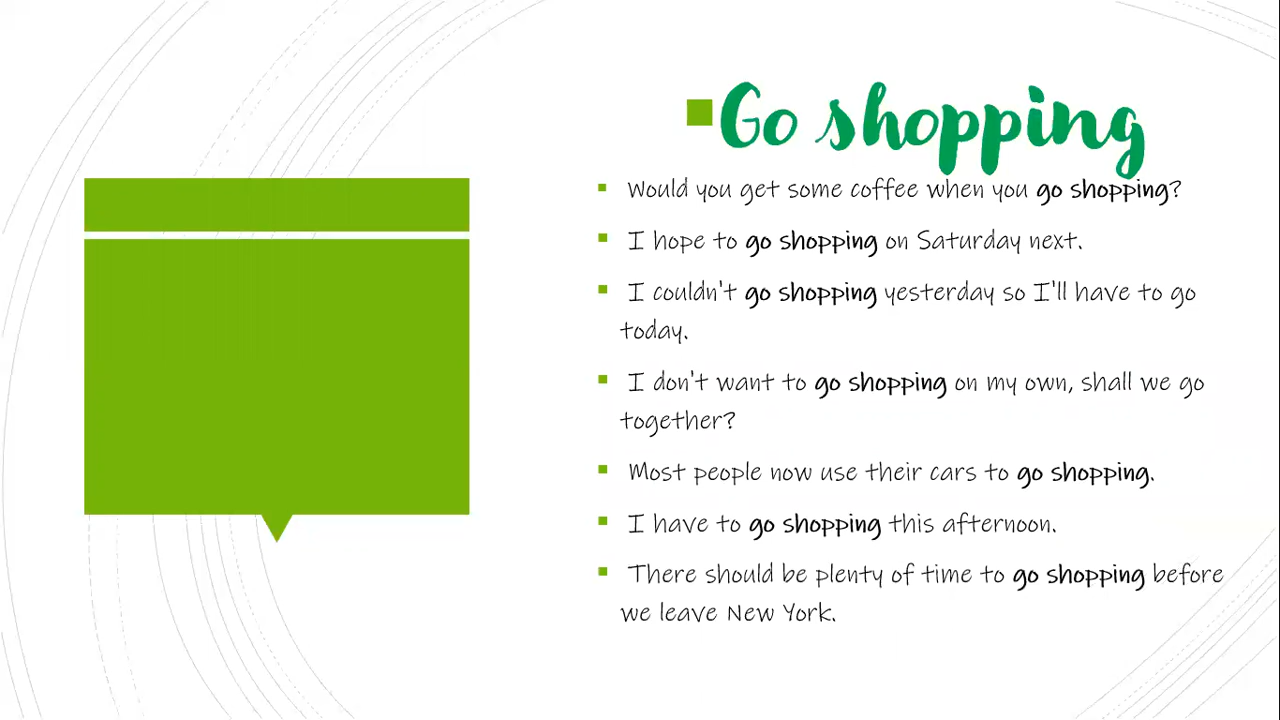 Go shopping
Would you get some coffee when you go shopping?
I hope to go shopping on Saturday next.
I couldn't go shopping yesterday so I'll have to go
today.
I don't want to go shopping on my own, shall we go
together?
Most people now use their cars to go shopping.
I have to go shopping this afternoon.
There should be plenty of time to go shopping before
we leave New York.